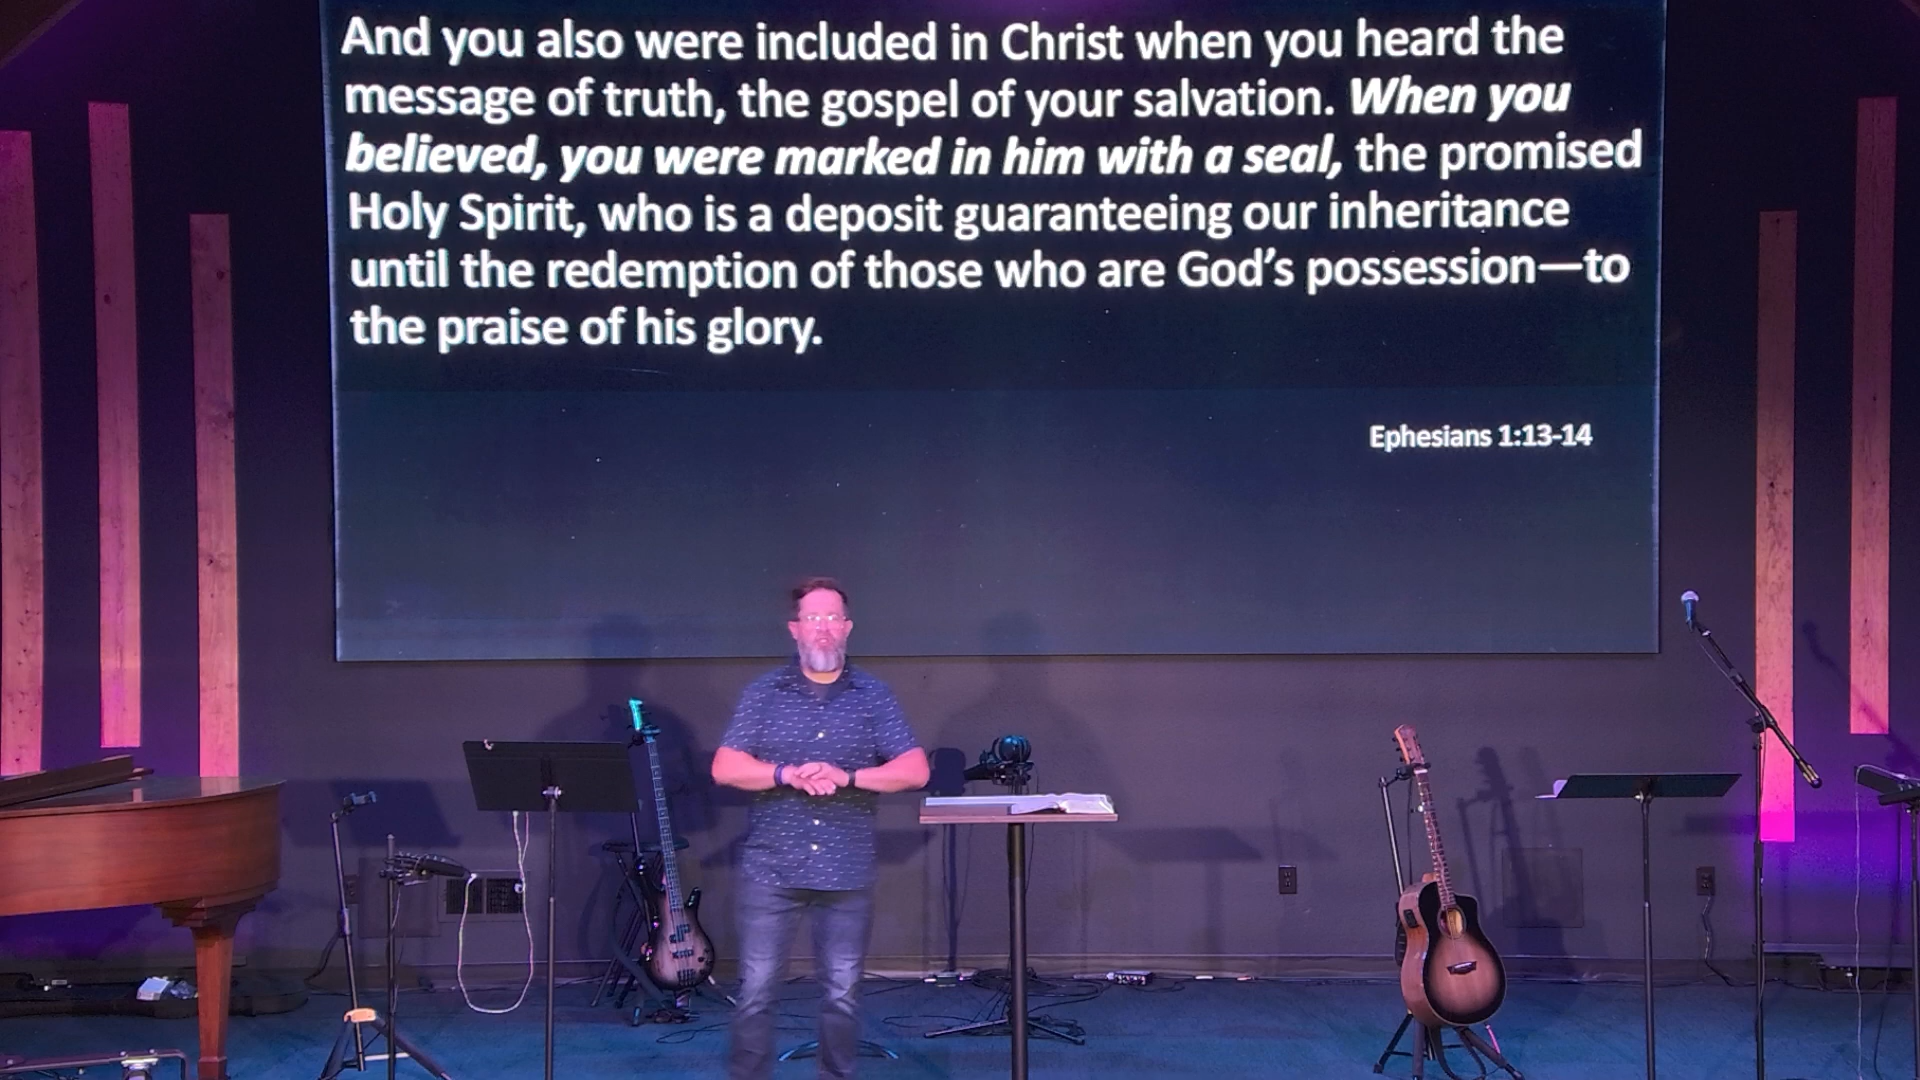 And you also were included in Christ when you heard the
message of truth, the gospel of your salvation. When you
believed, you were marked in him with a seal, the promised
Holy Spirit, who is a deposit guaranteeing our inheritance
until the redemption of those who are God’s possession—to
the praise of his glory.
Ephesians 1:13-14